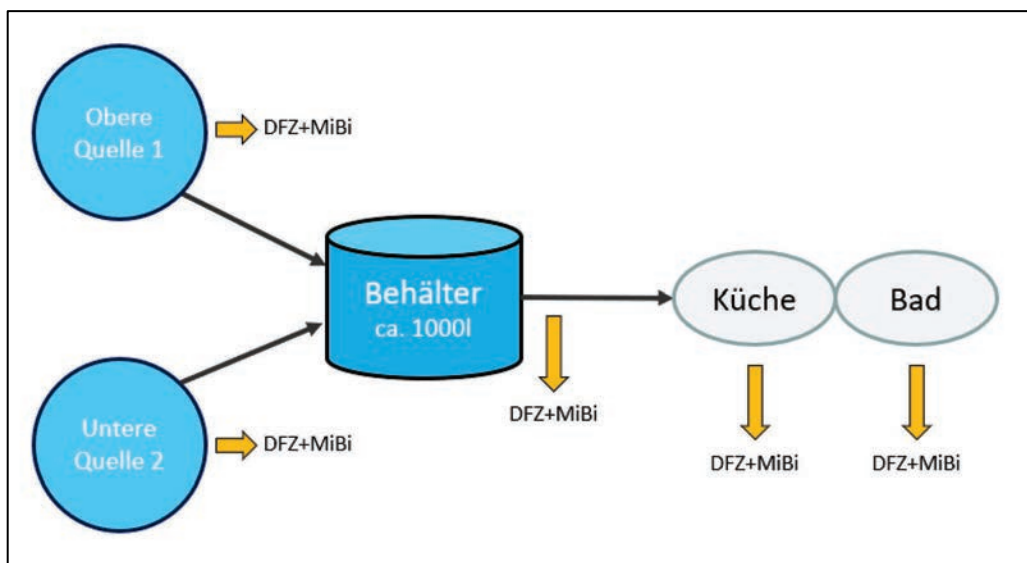 Obere
Quelle 1
DFZ+MiBi
Behälter
ca. 1000l
Küche
Bad
DFZ+MiBi
Untere
Quelle 2
DFZ+MiBi
DFZ+MiBi
DFZ+MiBi